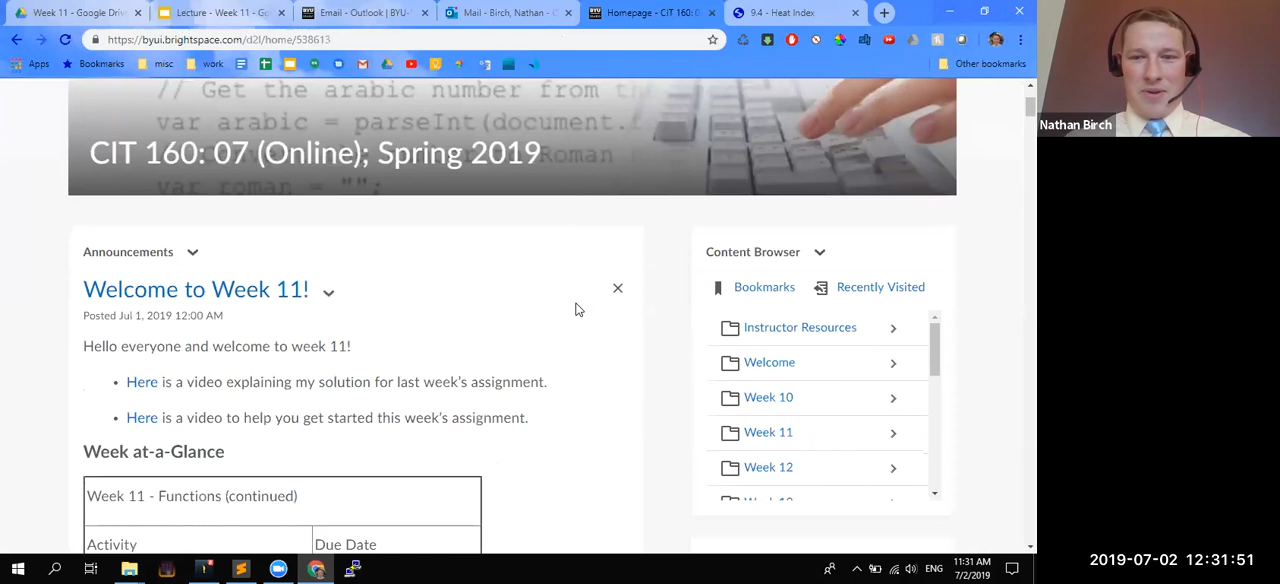 Week 11 - Google Driv
Lecture - Week 11 - Go
Email - Outlook | BYU-
Mail - Birch, Nathan - O
Homepage - CIT 160: 0
9.4 - Heat Index
https://byui.brightspace.com/d2l/home/538613
Apps
Bookmarks
misc
work
Other bookmarks
// Get the arabic number from t
var arabic = parseInt(document.
Roman
var roman = "";
CIT 160: 07 (Online); Spring 2019
Nathan Birch
Announcements
Welcome to Week 11!
Posted Jul 1, 2019 12:00 AM
Hello everyone and welcome to week 11!
• Here is a video explaining my solution for last week's assignment.
• Here is a video to help you get started this week's assignment.
Week at-a-Glance
Week 11 - Functions (continued)
Activity
Due Date
Content Browser
Bookmarks
Recently Visited
Instructor Resources
Welcome
Week 10
Week 11
Week 12
ENG
11:31 AM
7/2/2019
2019-07-02 12:31:51